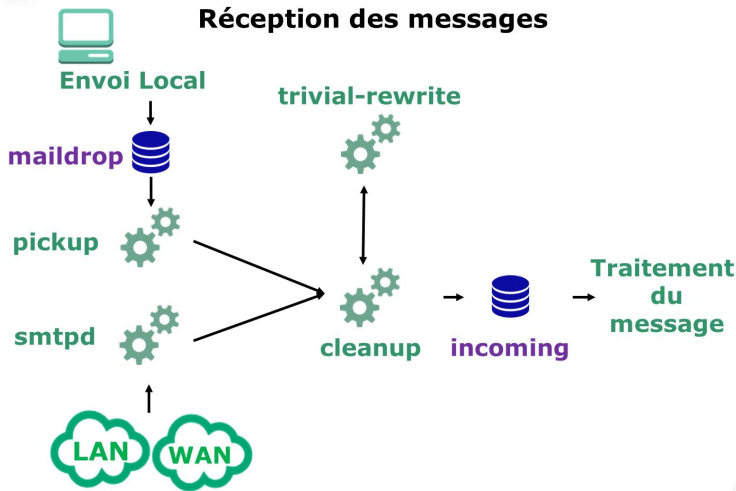 Réception des messages
Envoi Local
trivial-rewrite
maildrop
pickup
Traitement
du
message
smtpd
cleanup
incoming
LAN
WAN